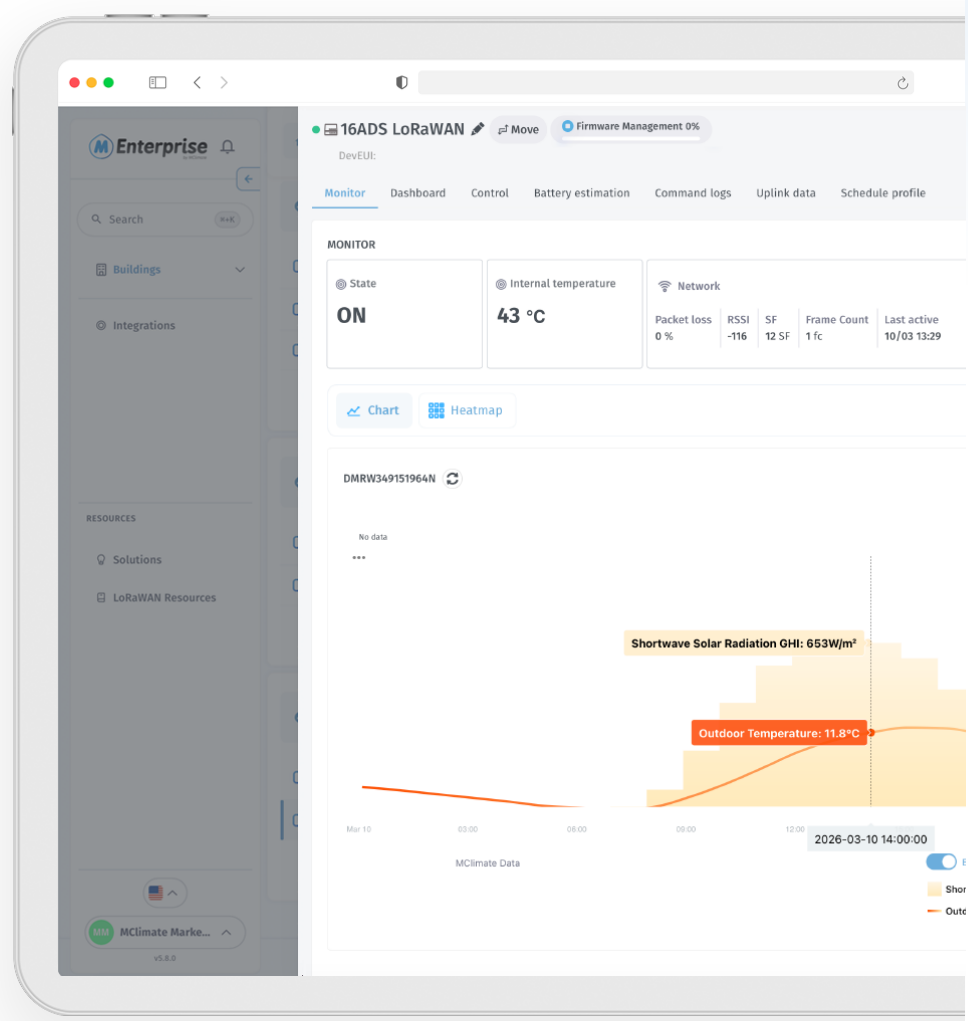 Enterprise
Search
⌘+K
Buildings
Integrations
RESOURCES
Solutions
LoRaWAN Resources
MM
MClimate Marke...
v5.8.0
16ADS LoRaWAN
Move
Firmware Management 0%
DevEUI:
Monitor Dashboard Control Battery estimation Command logs Uplink data Schedule profile
MONITOR
State
ON
Internal temperature
43 °C
Network
Packet loss RSSI SF Frame Count Last active
0 % -116 12 SF 1 fc 10/03 13:29
Chart
Heatmap
DMRW349151964N
No data
Shortwave Solar Radiation GHI: 653W/m²
Outdoor Temperature: 11.8°C
Mar 10 03:00 06:00 09:00 12:00
2026-03-10 14:00:00
MClimate Data